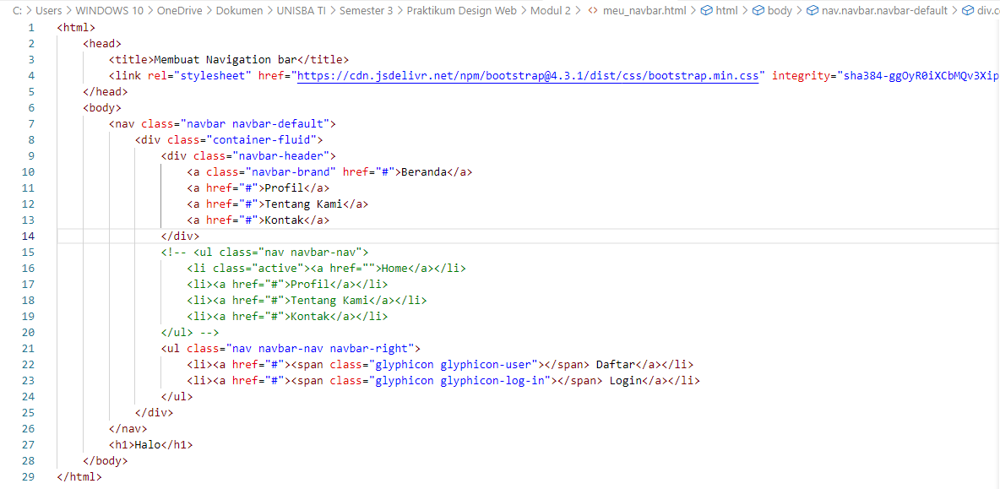 C: > Users > WINDOWS 10 > OneDrive > Dokumen > UNISBA TI > Semester 3 > Praktikum Design Web > Modul 2 > <> meu_navbar.html > html > body > nav.navbar.navbar-default > div.c
1 <html>
2 <head>
3 <title>Membuat Navigation bar</title>
4 <link rel="stylesheet" href="https://cdn.jsdelivr.net/npm/bootstrap@4.3.1/dist/css/bootstrap.min.css" integrity="sha384-ggOyR0iXCbMQv3Xip
5 </head>
6 <body>
7 <nav class="navbar navbar-default">
8 <div class="container-fluid">
9 <div class="navbar-header">
10 <a class="navbar-brand" href="#">Beranda</a>
11 <a href="#">Profil</a>
12 <a href="#">Tentang Kami</a>
13 <a href="#">Kontak</a>
14 </div>
15 <!-- <ul class="nav navbar-nav">
16 <li class="active"><a href="">Home</a></li>
17 <li><a href="#">Profil</a></li>
18 <li><a href="#">Tentang Kami</a></li>
19 <li><a href="#">Kontak</a></li>
20 </ul> -->
21 <ul class="nav navbar-nav navbar-right">
22 <li><a href="#"><span class="glyphicon glyphicon-user"></span> Daftar</a></li>
23 <li><a href="#"><span class="glyphicon glyphicon-log-in"></span> Login</a></li>
24 </ul>
25 </div>
26 </nav>
27 <h1>Halo</h1>
28 </body>
29 </html>